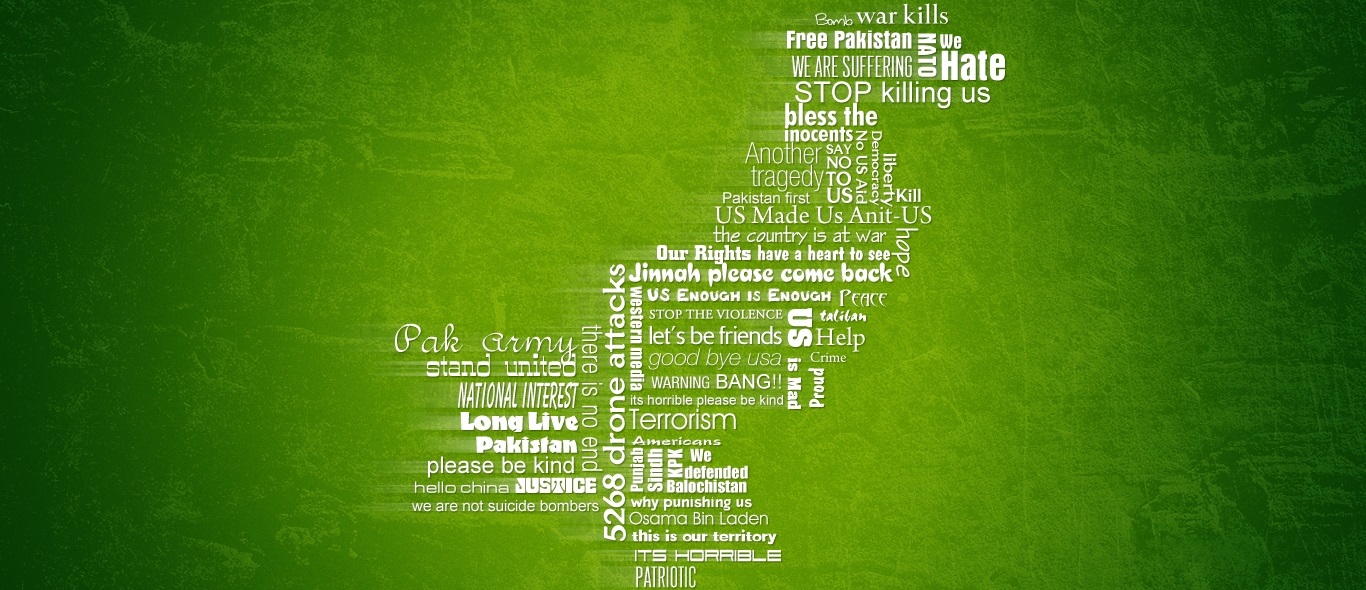 Bomb war kills
Free Pakistan
NATO
We
WE ARE SUFFERING
Hate
STOP killing us
bless the
inocents
Another
tragedy
SAY
NO
TO
US
No US Aid
Democracy
liberty
Kill
Pakistan first
US Made Us Anit-US
the country is at war
hope
Our Rights have a heart to see
Jinnah please come back
5268 drone attacks
western media
US Enough is Enough
Peace
STOP THE VIOLENCE
US
taliban
let's be friends
Help
good bye usa
Crime
is Mad
Proud
WARNING BANG!!
its horrible please be kind
Pak army
there is no end
stand united
NATIONAL INTEREST
Long Live
Pakistan
please be kind
hello china JUSTICE
we are not suicide bombers
Terrorism
Americans
Punjab
Sindh
KPK
We
defended
Balochistan
why punishing us
Osama Bin Laden
this is our territory
ITS HORRIBLE
PATRIOTIC